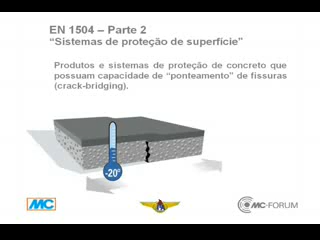 EN 1504 – Parte 2
“Sistemas de proteção de superfície”
Produtos e sistemas de proteção de concreto que
possuam capacidade de “ponteamento” de fissuras
(crack-bridging).
-20°
MC
MC-FORUM